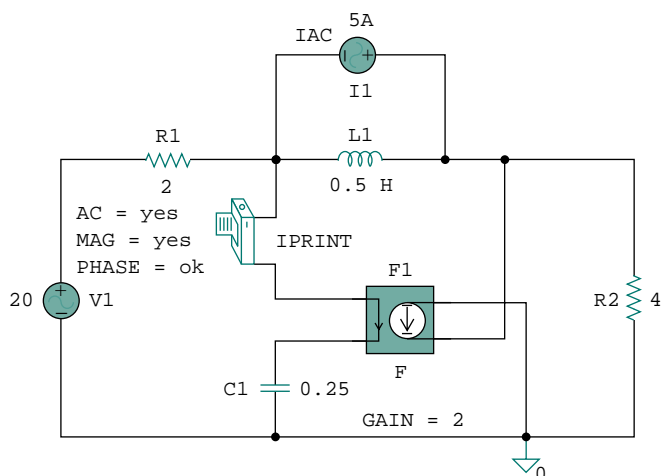 5A
IAC
I1
R1
L1
2
0.5 H
AC = yes
MAG = yes
PHASE = ok
IPRINT
F1
20
V1
R2
4
F
C1
0.25
GAIN = 2
0